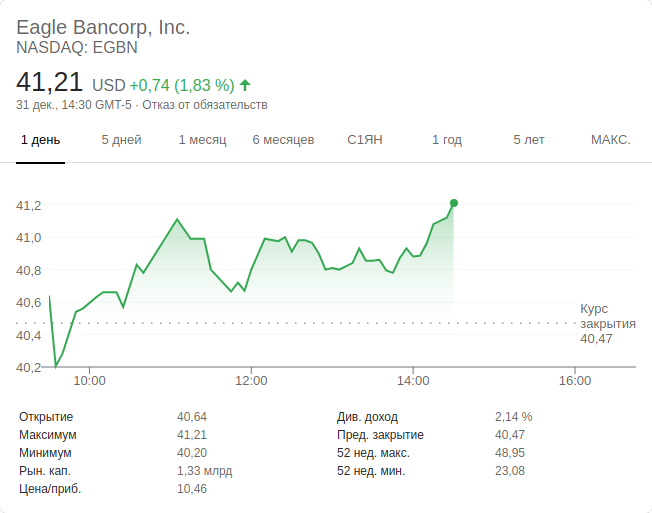 Eagle Bancorp, Inc.
NASDAQ: EGBN
41,21 USD +0,74 (1,83 %)
31 дек., 14:30 GMT-5 · Отказ от обязательств
1 день 5 дней 1 месяц 6 месяцев С1ЯН 1 год 5 лет МАКС.
41,2
41,0
40,8
40,6
40,4
40,2
Курс
закрытия
40,47
10:00 12:00 14:00 16:00
Открытие 40,64 Див. доход 2,14 %
Максимум 41,21 Пред. закрытие 40,47
Минимум 40,20 52 нед. макс. 48,95
Рын. кап. 1,33 млрд 52 нед. мин. 23,08
Цена/приб. 10,46